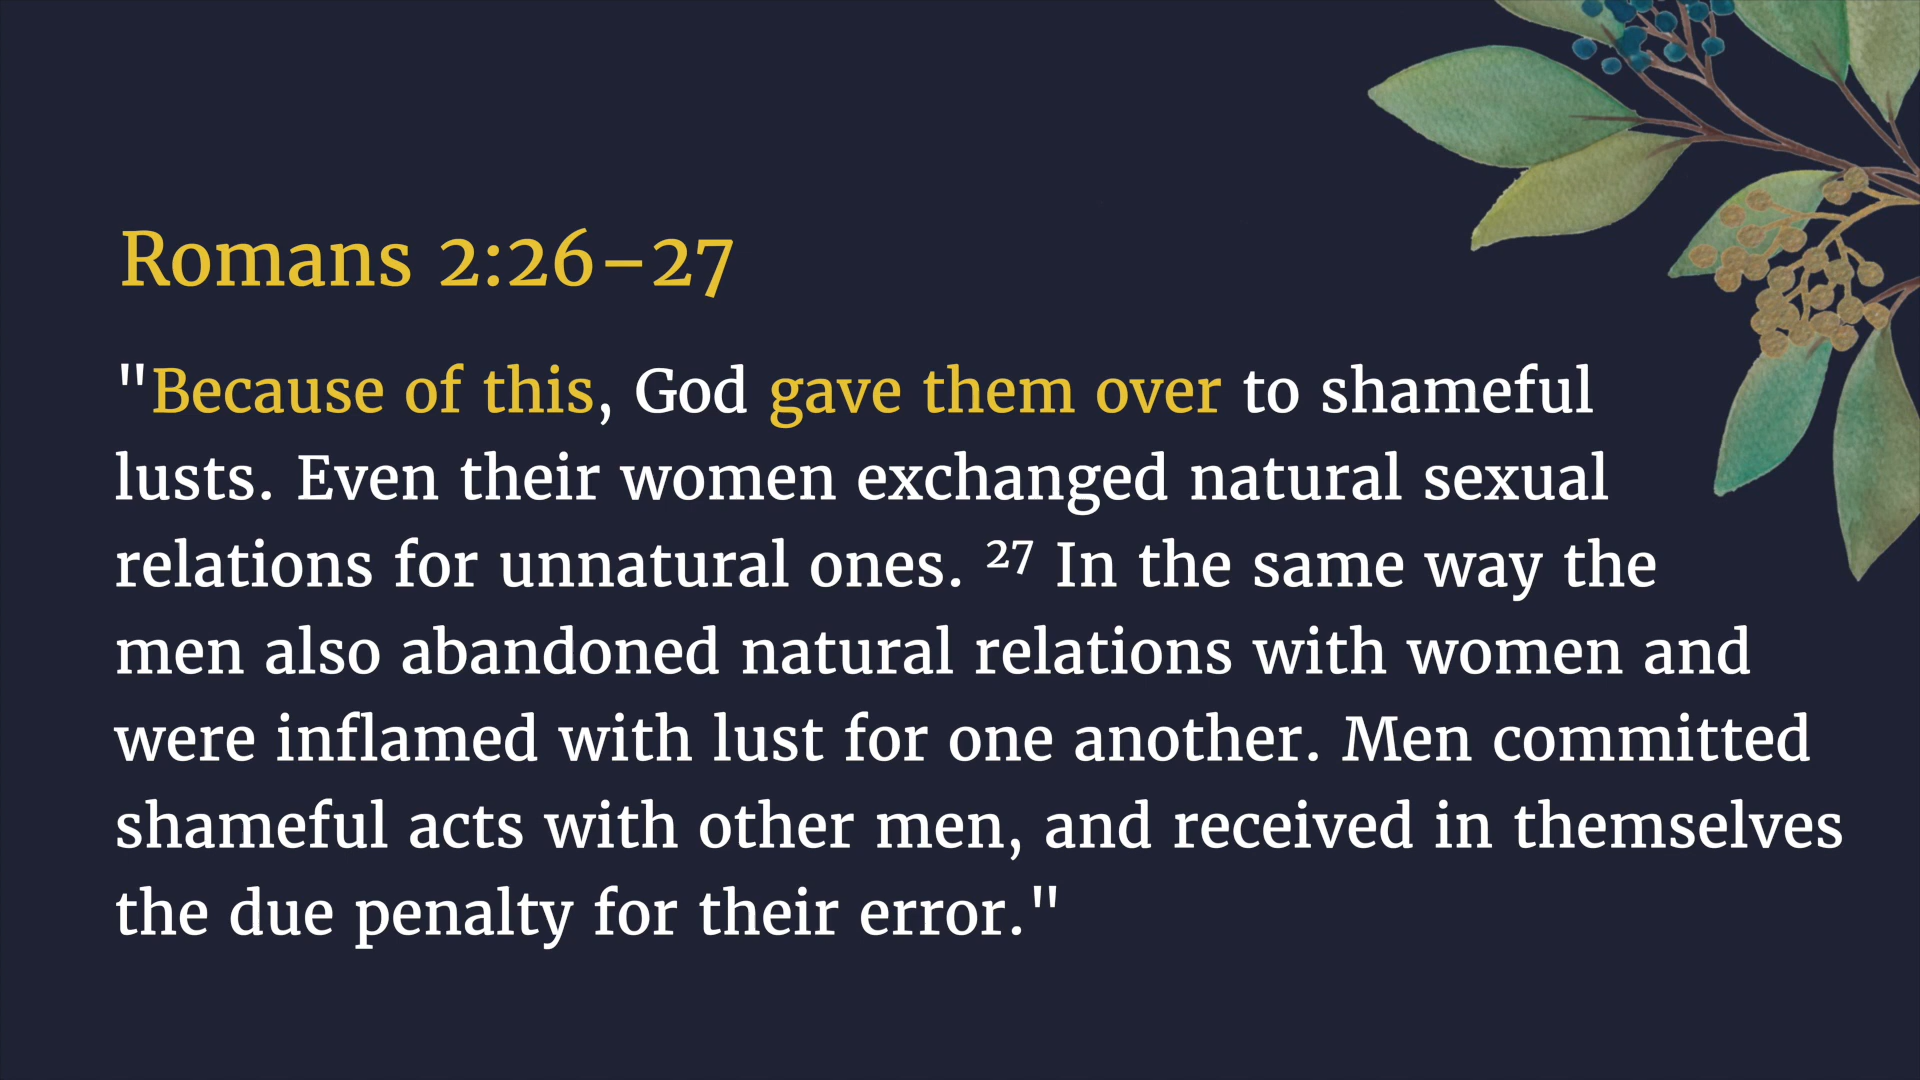 Romans 2:26–27
"Because of this, God gave them over to shameful
lusts. Even their women exchanged natural sexual
relations for unnatural ones. ²⁷ In the same way the
men also abandoned natural relations with women and
were inflamed with lust for one another. Men committed
shameful acts with other men, and received in themselves
the due penalty for their error."